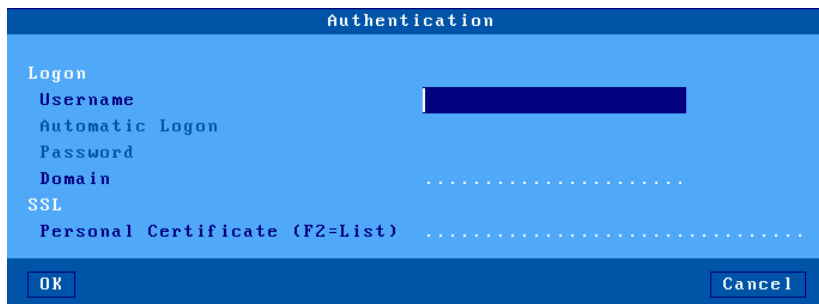 Authentication
Logon
Username
Automatic Logon
Password
Domain ......................
SSL
Personal Certificate (F2=List) ................................
OK Cancel